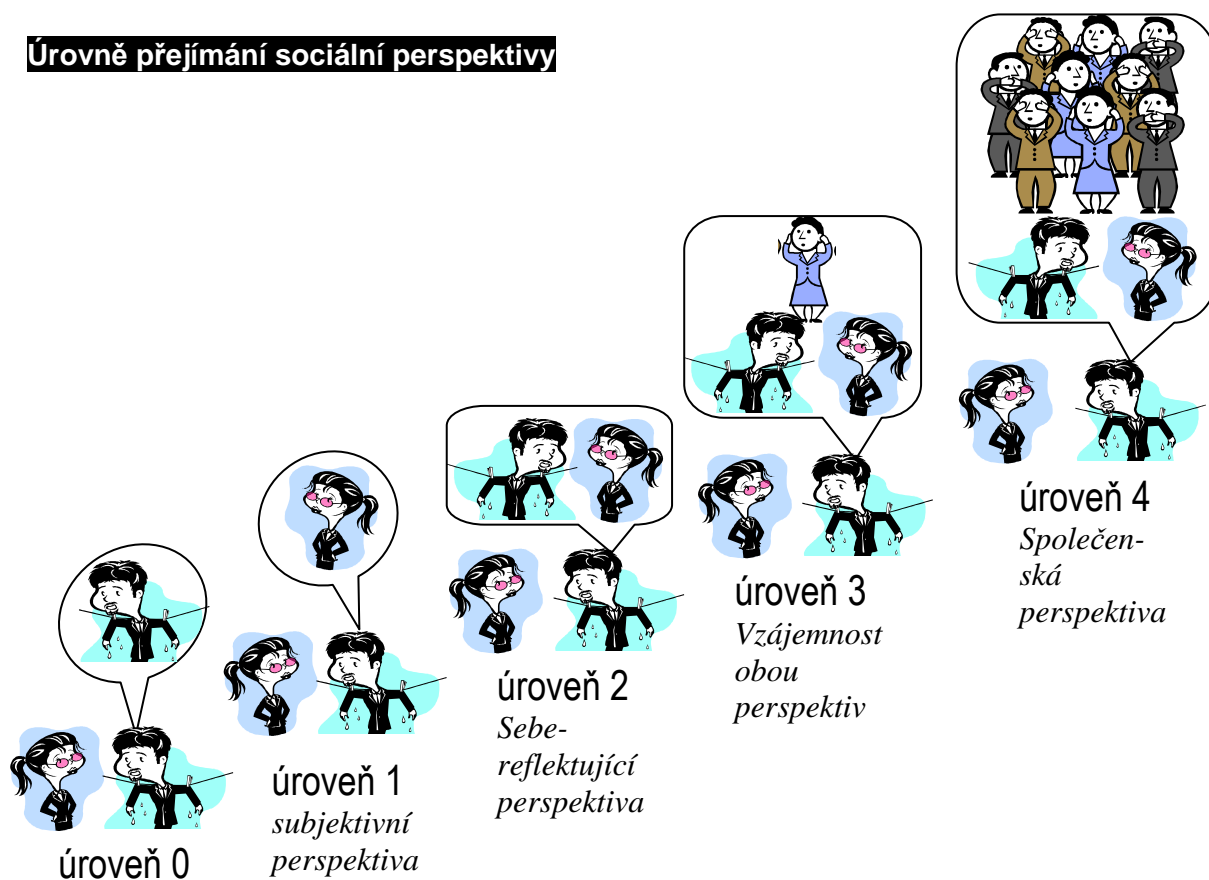 Úrovně přejímání sociální perspektivy
úroveň 0
úroveň 1
subjektivní
perspektiva
úroveň 2
Sebe-
reflektující
perspektiva
úroveň 3
Vzájemnost
obou
perspektiv
úroveň 4
Společen-
ská
perspektiva